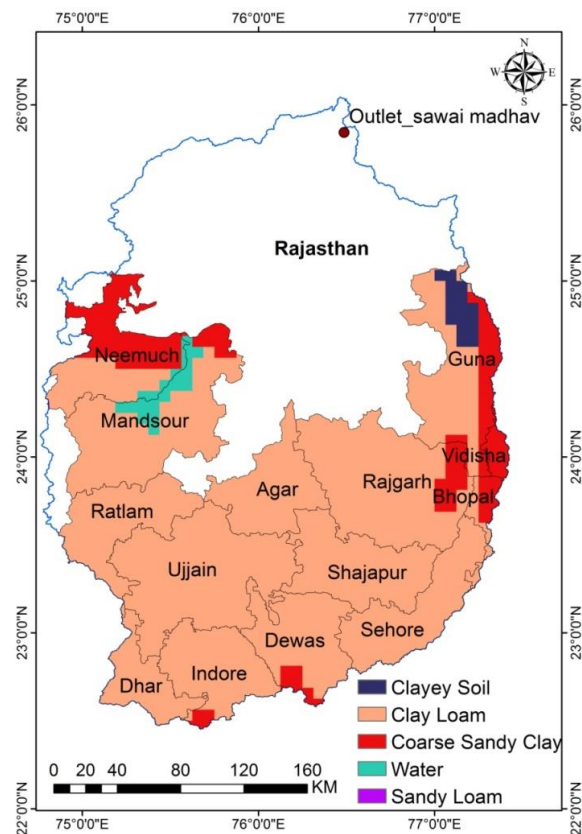 75°0'0"E 76°0'0"E 77°0'0"E
N
W E
S
26°0'0"N 26°0'0"N
Outlet_sawai madhav
Rajasthan
25°0'0"N 25°0'0"N
Neemuch
Guna
Mandsour
24°0'0"N 24°0'0"N
Vidisha
Agar
Rajgarh
Bhopal
Ratlam
Ujjain
Shajapur
23°0'0"N 23°0'0"N
Dewas
Sehore
Indore
Dhar
Clayey Soil
Clay Loam
Coarse Sandy Clay
Water
Sandy Loam
0 20 40 80 120 160
KM
22°0'0"N 22°0'0"N
75°0'0"E 76°0'0"E 77°0'0"E